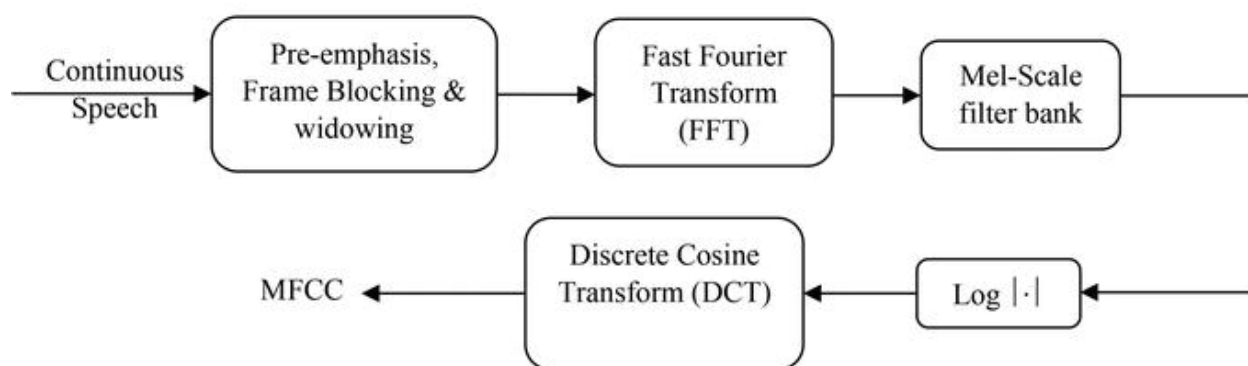 Continuous
Speech
Pre-emphasis,
Frame Blocking &
widowing
Fast Fourier
Transform
(FFT)
Mel-Scale
filter bank
Log |·|
Discrete Cosine
Transform (DCT)
MFCC